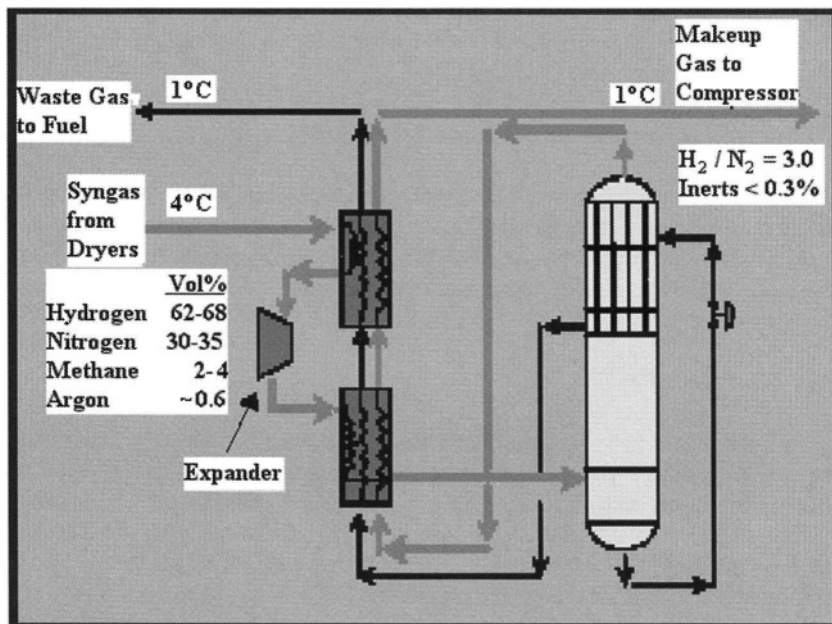 Waste Gas
to Fuel
1°C
Makeup
Gas to
Compressor
1°C
H2 / N2 = 3.0
Inerts < 0.3%
Syngas
from
Dryers
4°C
Vol%
Hydrogen 62-68
Nitrogen 30-35
Methane 2-4
Argon ~0.6
Expander